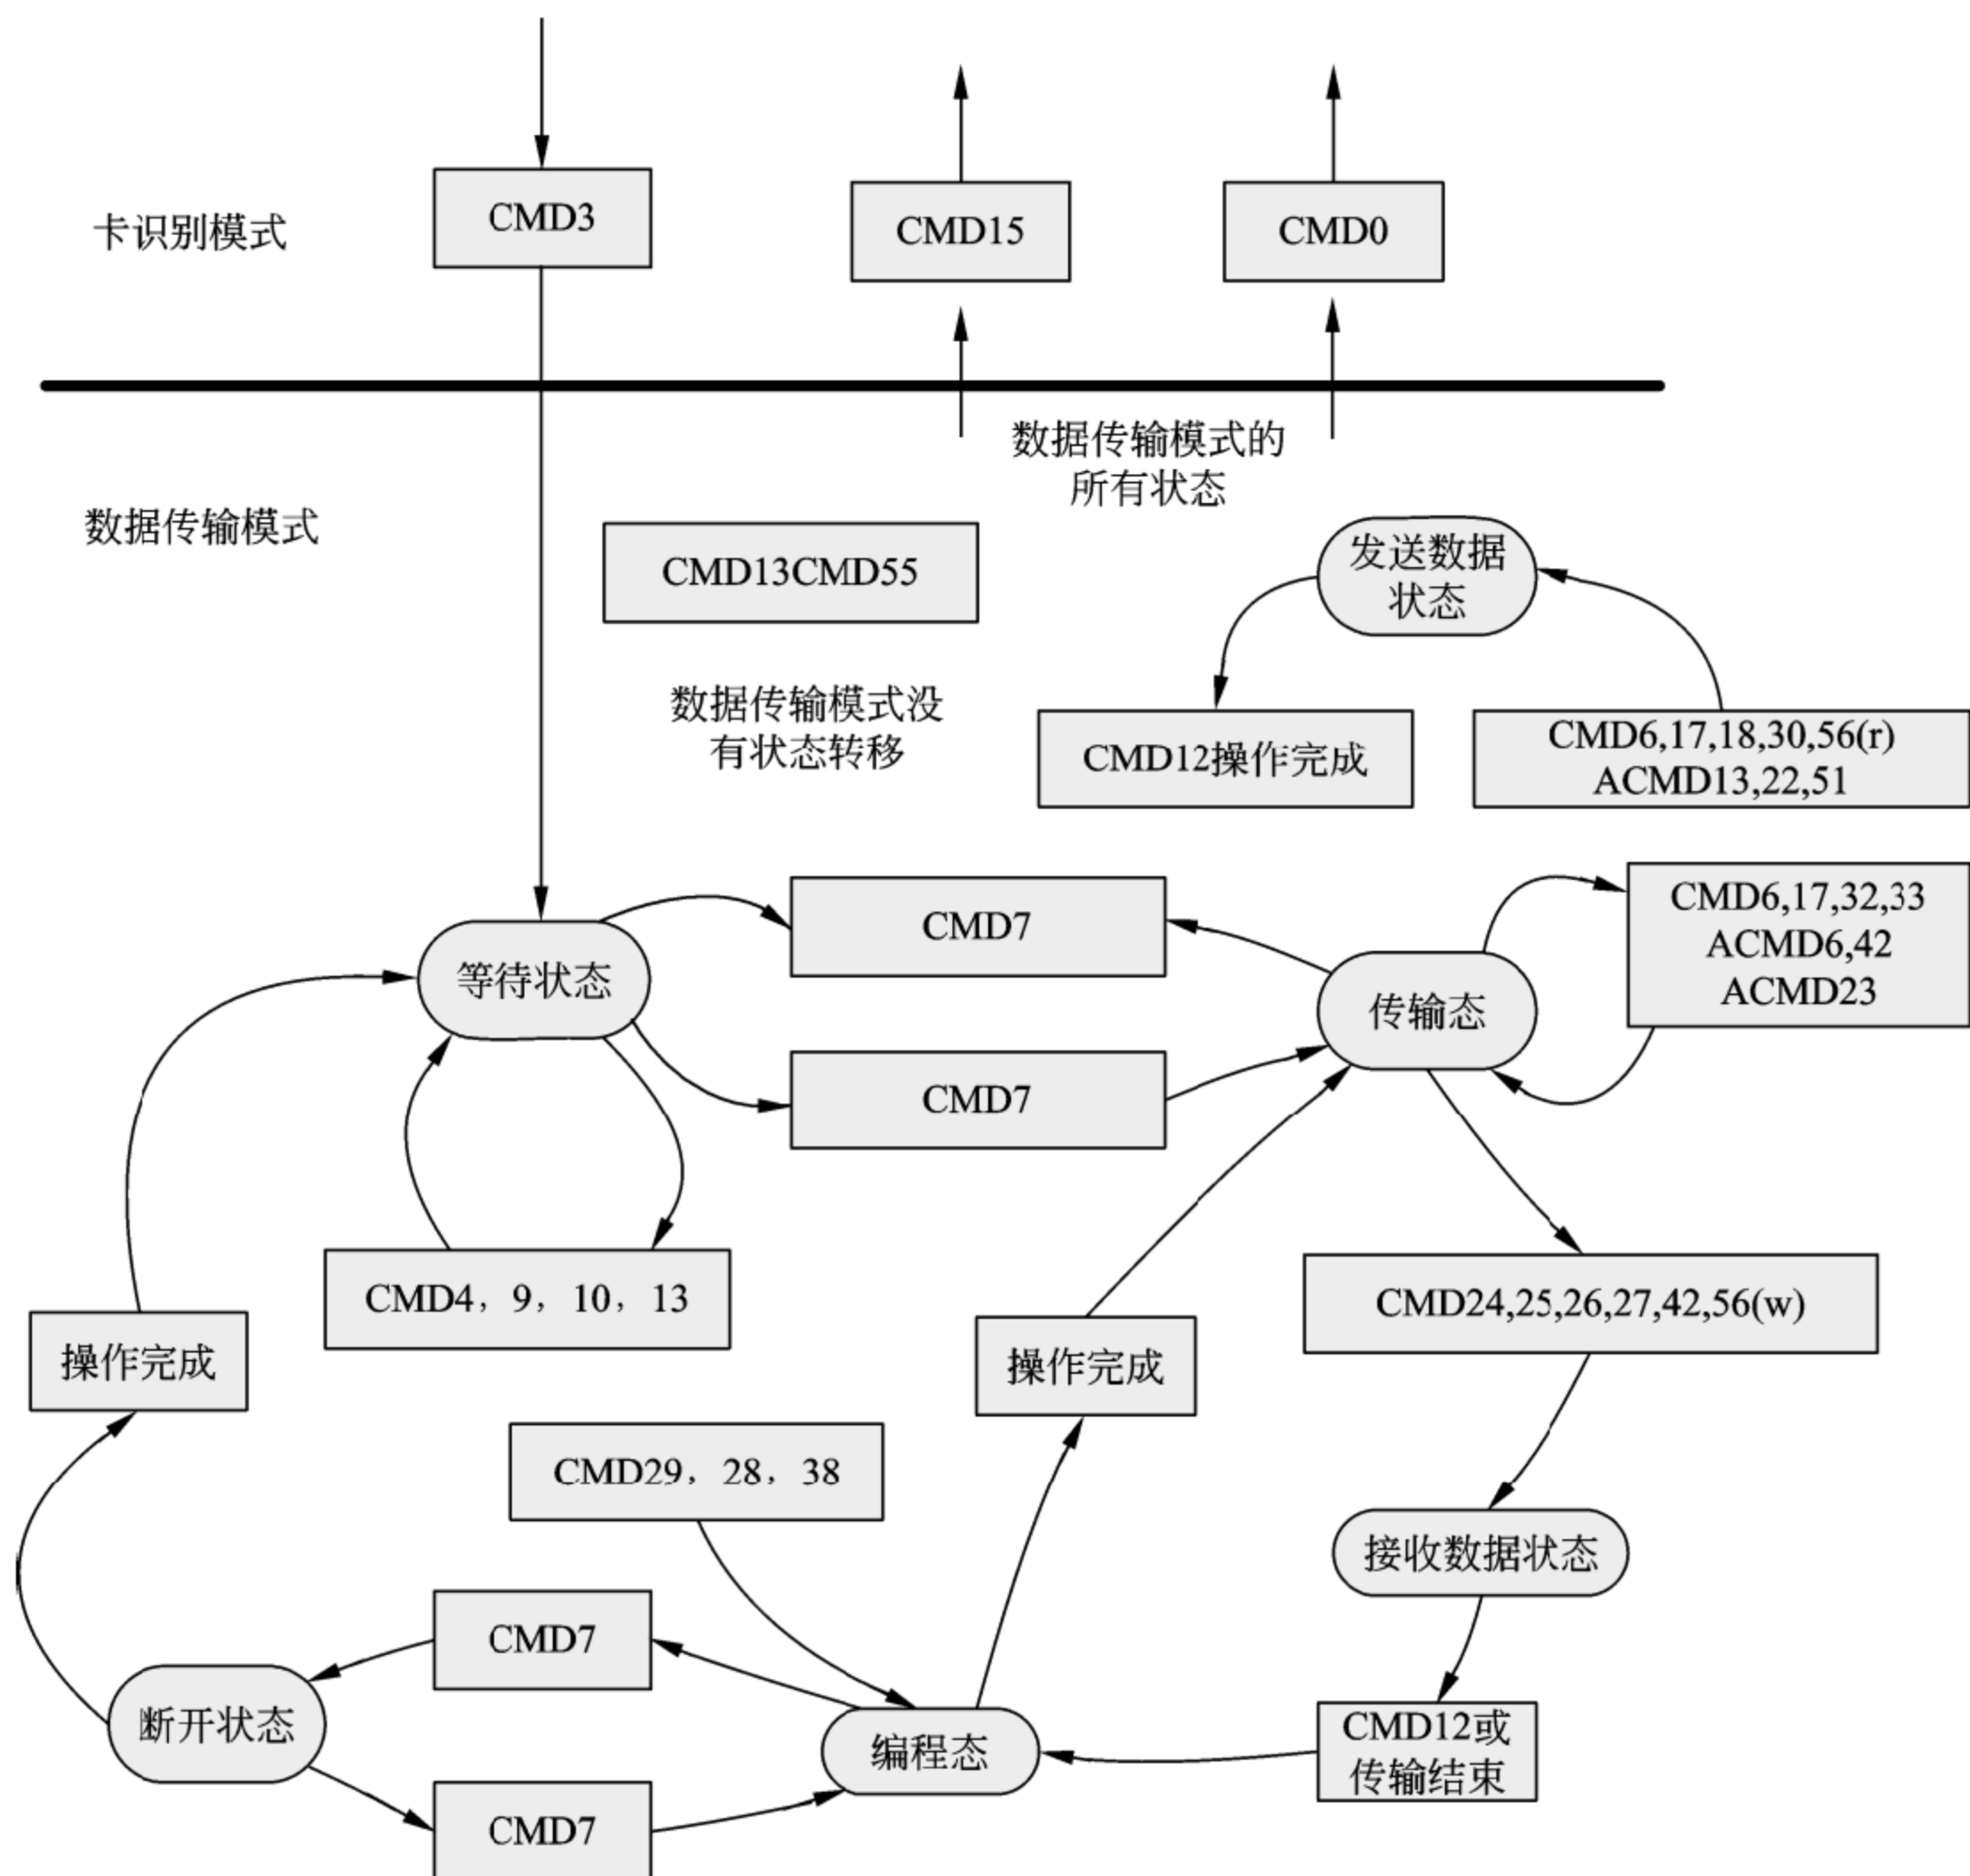 卡识别模式
CMD3
CMD15
CMD0
数据传输模式的
所有状态
数据传输模式
CMD13CMD55
发送数据
状态
数据传输模式没
有状态转移
CMD12操作完成
CMD6,17,18,30,56(r)
ACMD13,22,51
CMD7
CMD6,17,32,33
ACMD6,42
ACMD23
等待状态
传输态
CMD7
CMD4，9，10，13
操作完成
操作完成
CMD24,25,26,27,42,56(w)
CMD29，28，38
接收数据状态
CMD7
断开状态
编程态
CMD12或
传输结束
CMD7